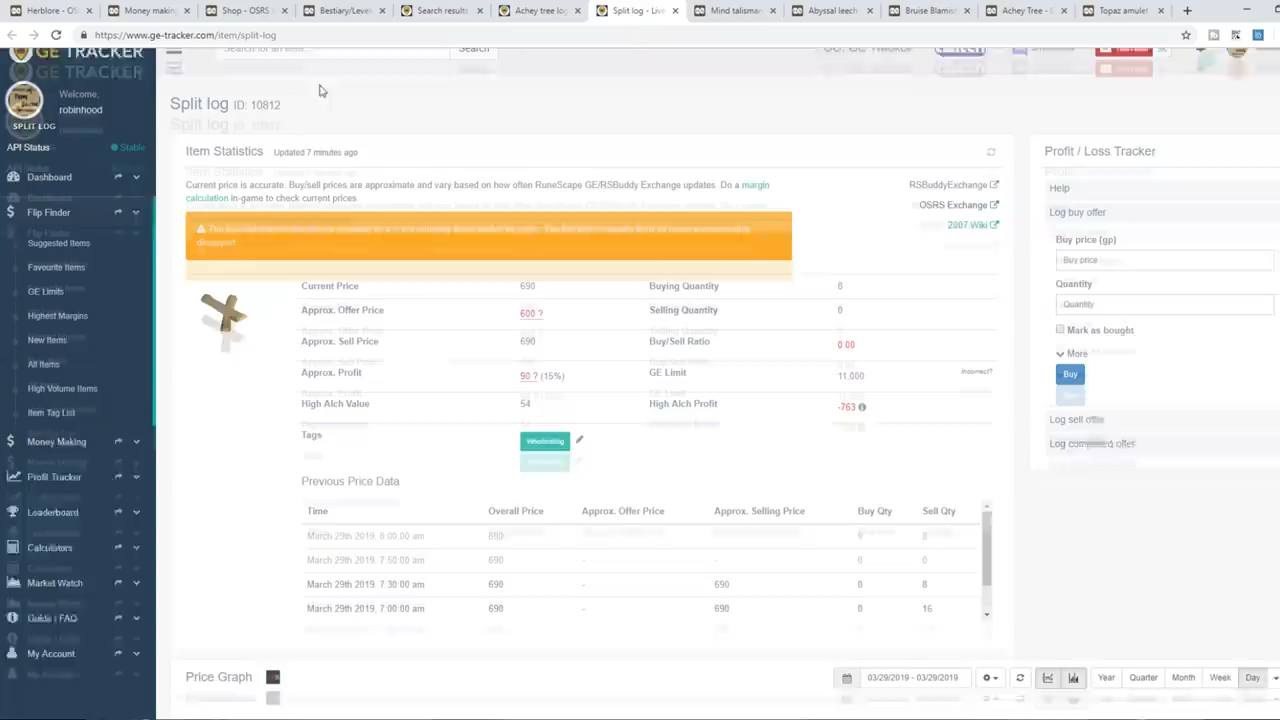 Herblore - OS
Money making
Shop - OSRS
Bestiary/Level
Search results
Achey tree log
Split log - Live
Mind talisman
Abyssal leech
Bruise Blamis
Achey Tree - 
Topaz amulet
https://www.ge-tracker.com/item/split-log
GE TRACKER
Search for an item...
Search
GE TRACKER
Welcome,
robinhood
SPLIT LOG
API Status
Stable
Dashboard
Flip Finder
Suggested Items
Favourite Items
GE Limits
Highest Margins
New Items
All Items
High Volume Items
Item Tag List
Money Making
Profit Tracker
Leaderboard
Calculators
Market Watch
Guide / FAQ
My Account
Split log ID: 10812
Item Statistics Updated 7 minutes ago
Current price is accurate. Buy/sell prices are approximate and vary based on how often RuneScape GE/RSBuddy Exchange updates. Do a margin
calculation in-game to check current prices.
RSBuddyExchange
OSRS Exchange
2007 Wiki
Current Price 690 Buying Quantity 8
Approx. Offer Price 600 ? Selling Quantity 0
Approx. Sell Price 690 Buy/Sell Ratio 0.00
Approx. Profit 90 ? (15%) GE Limit 11,000 Incorrect?
High Alch Value 54 High Alch Profit -763
Tags Woodcutting
Previous Price Data
Time Overall Price Approx. Offer Price Approx. Selling Price Buy Qty Sell Qty
March 29th 2019, 8:00:00 am 690 0 8
March 29th 2019, 7:50:00 am 690 - - 0 0
March 29th 2019, 7:30:00 am 690 - 690 0 8
March 29th 2019, 7:00:00 am 690 - 690 0 16
Price Graph
03/29/2019 - 03/29/2019
Year Quarter Month Week Day
Profit / Loss Tracker
Help
Log buy offer
Buy price (gp)
Buy price
Quantity
Quantity
Mark as bought
More
Buy
Log sell offer
Log completed offer